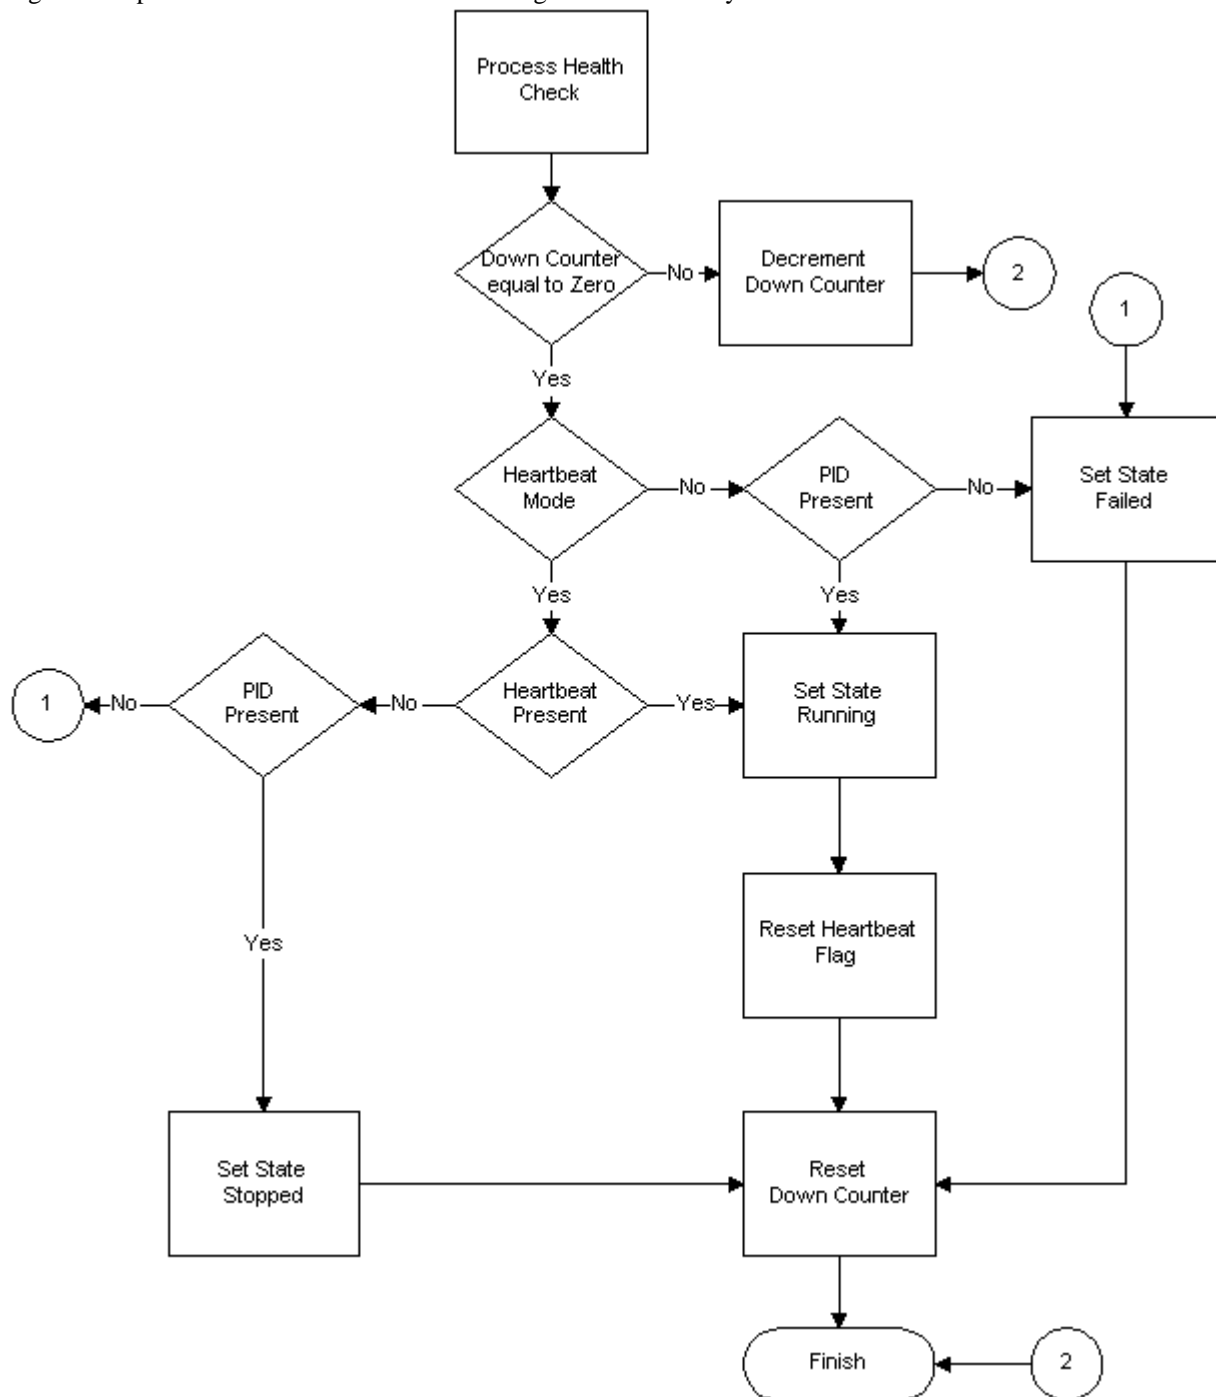 Process Health
Check
Down Counter
equal to Zero
No
Decrement
Down Counter
2
1
Yes
Heartbeat
Mode
No
PID
Present
No
Set State
Failed
Yes
Yes
1
No
PID
Present
No
Heartbeat
Present
Yes
Set State
Running
Yes
Reset Heartbeat
Flag
Set State
Stopped
Reset
Down Counter
Finish
2